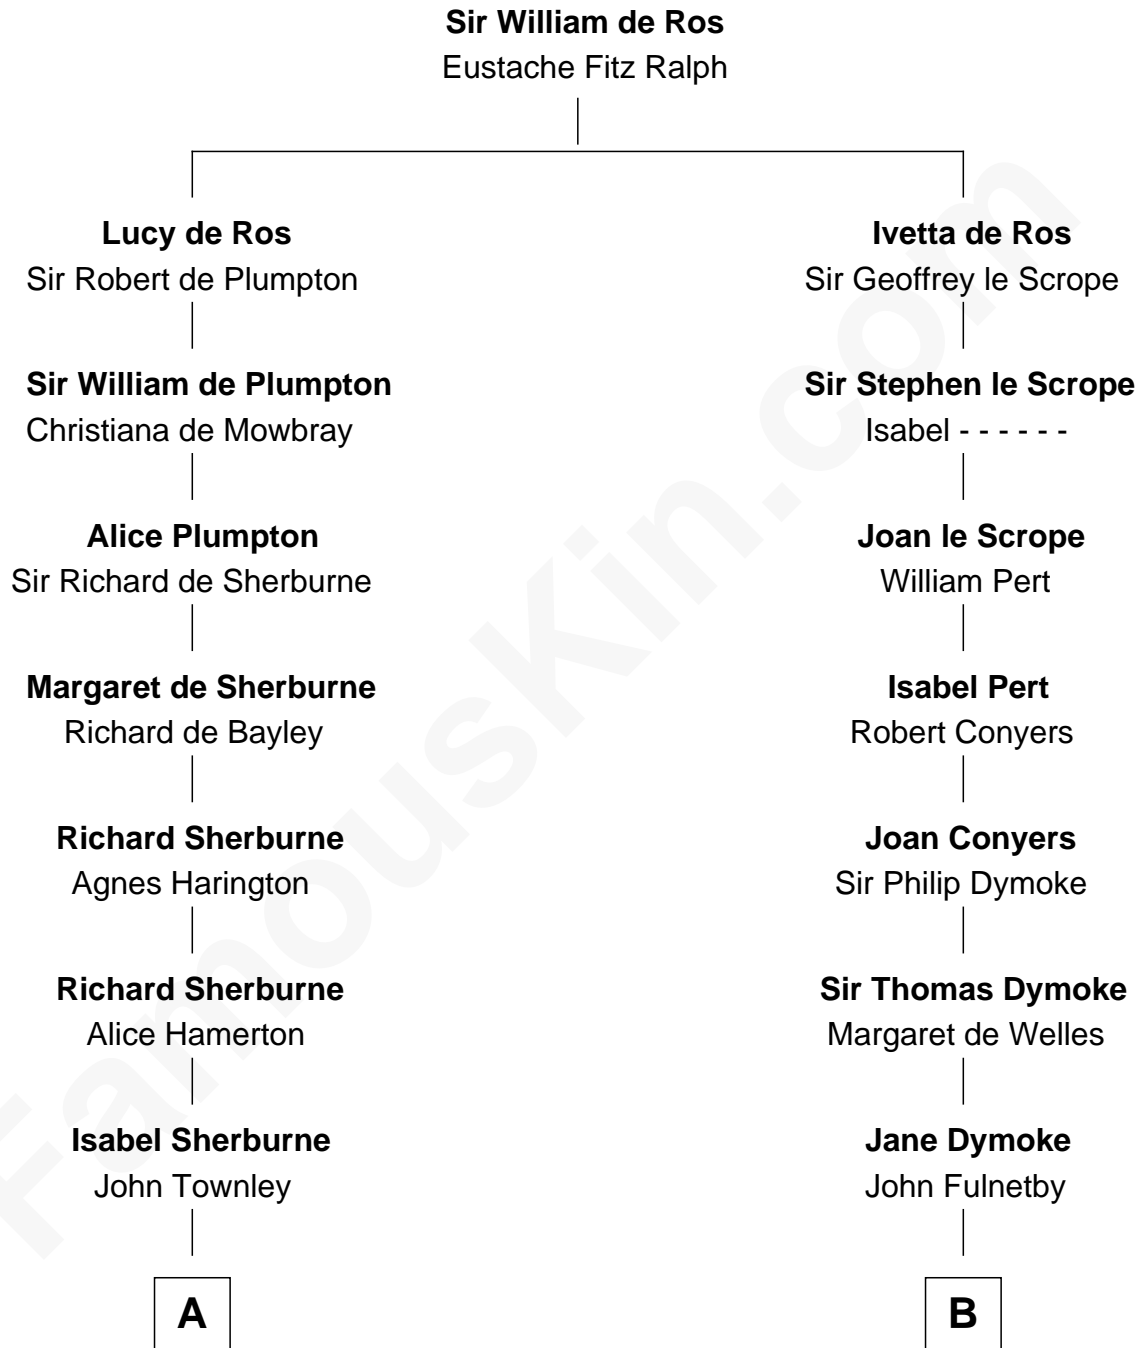 Sir William de Ros
Eustache Fitz Ralph
Lucy de Ros
Sir Robert de Plumpton
Sir William de Plumpton
Christiana de Mowbray
Alice Plumpton
Sir Richard de Sherburne
Margaret de Sherburne
Richard de Bayley
Richard Sherburne
Agnes Harington
Richard Sherburne
Alice Hamerton
Isabel Sherburne
John Townley
A
Ivetta de Ros
Sir Geoffrey le Scrope
Sir Stephen le Scrope
Isabel - - - - - -
Joan le Scrope
William Pert
Isabel Pert
Robert Conyers
Joan Conyers
Sir Philip Dymoke
Sir Thomas Dymoke
Margaret de Welles
Jane Dymoke
John Fulnetby
B
FamousKin.com